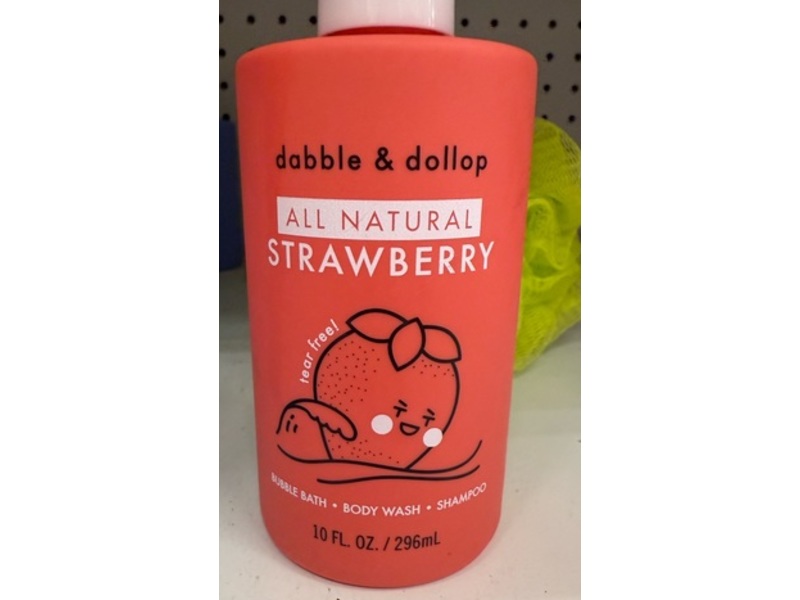 dabble & dollop
ALL NATURAL
STRAWBERRY
tear free!
BUBBLE BATH • BODY WASH • SHAMPOO
10 FL. OZ. / 296mL